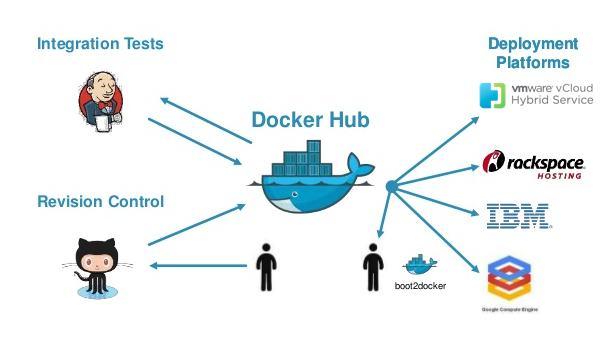 Integration Tests
Deployment
Platforms
vmware vCloud
Hybrid Service
Docker Hub
rackspace
HOSTING
Revision Control
IBM
boot2docker
Google Compute Engine